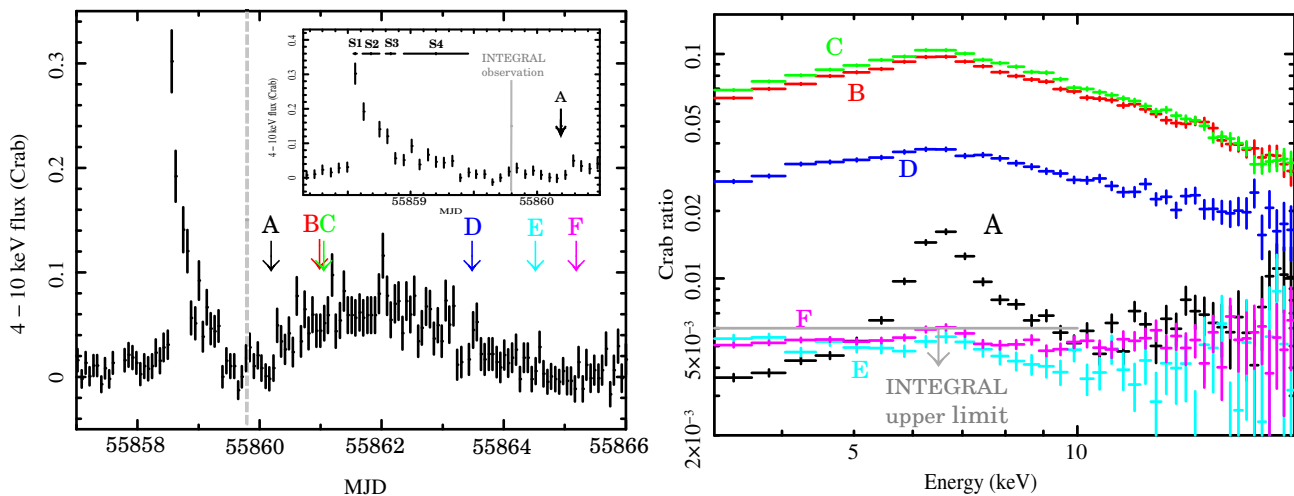 4−10 keV flux (Crab)
0.3
0.2
0.1
0
55858
55860
55862
55864
55866
MJD
A
B
C
D
E
F
4−10 keV flux (Crab)
0.4
0.3
0.2
0.1
0
S1 S2 S3 S4
INTEGRAL
observation
A
55859
55860
MJD
Crab ratio
0.1
0.05
0.02
0.01
5×10⁻³
2×10⁻³
C
B
D
A
F
E
INTEGRAL
upper limit
5
10
Energy (keV)